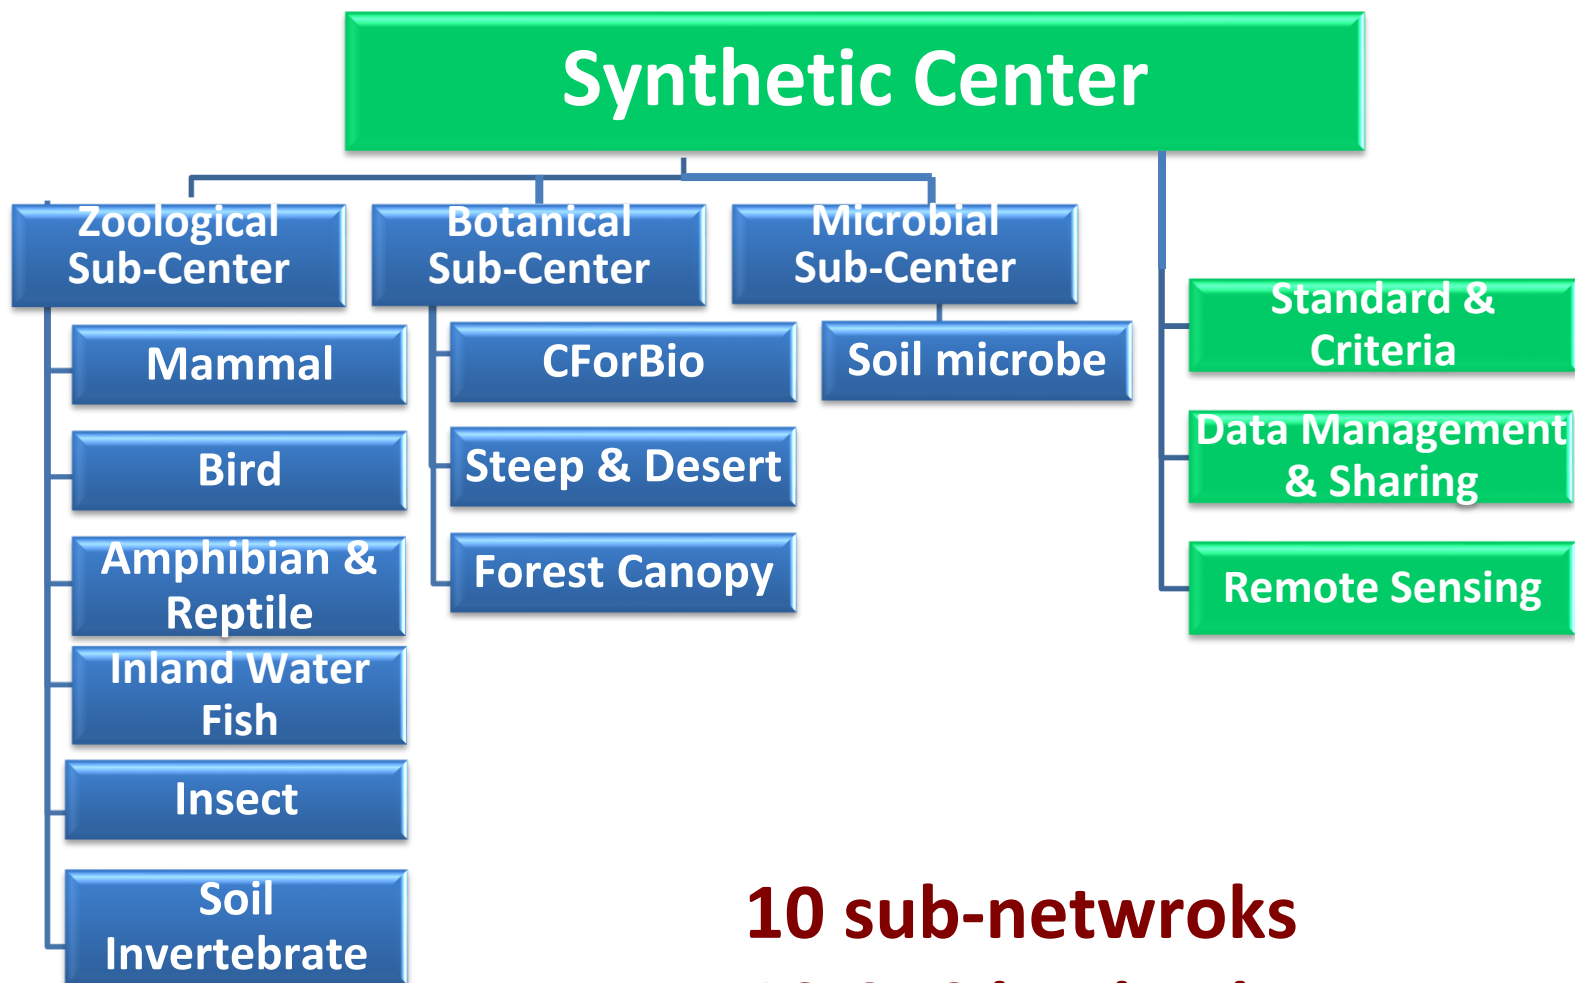 Synthetic Center
Zoological
Sub-Center
Botanical
Sub-Center
Microbial
Sub-Center
Mammal
Bird
Amphibian &
Reptile
Inland Water
Fish
Insect
Soil
Invertebrate
CForBio
Steep & Desert
Forest Canopy
Soil microbe
Standard &
Criteria
Data Management
& Sharing
Remote Sensing
10 sub-netwroks